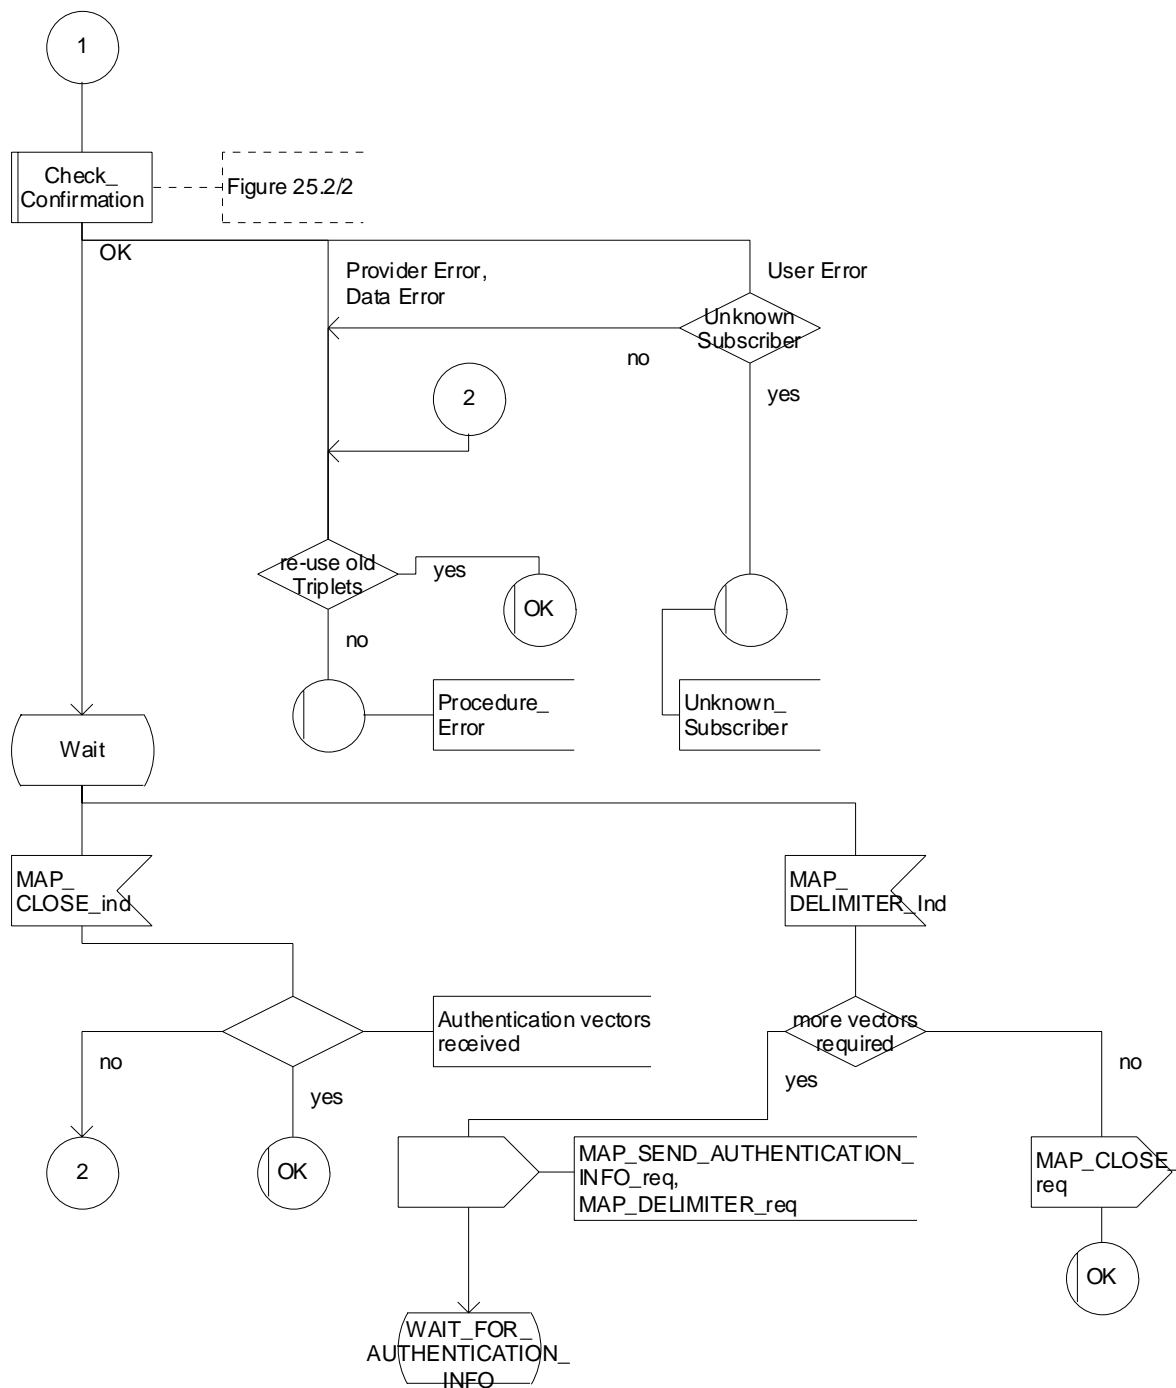 1
Check_
Confirmation
Figure 25.2/2
OK
Provider Error,
Data Error
User Error
Unknown
Subscriber
no
yes
2
re-use old
Triplets
yes
OK
no
Procedure_
Error
Unknown_
Subscriber
Wait
MAP_
CLOSE_ind
MAP_
DELIMITER_Ind
Authentication vectors
received
more vectors
required
no
yes
yes
no
2
OK
MAP_SEND_AUTHENTICATION_
INFO_req,
MAP_DELIMITER_req
MAP_CLOSE_
req
OK
WAIT_FOR_
AUTHENTICATION_
INFO